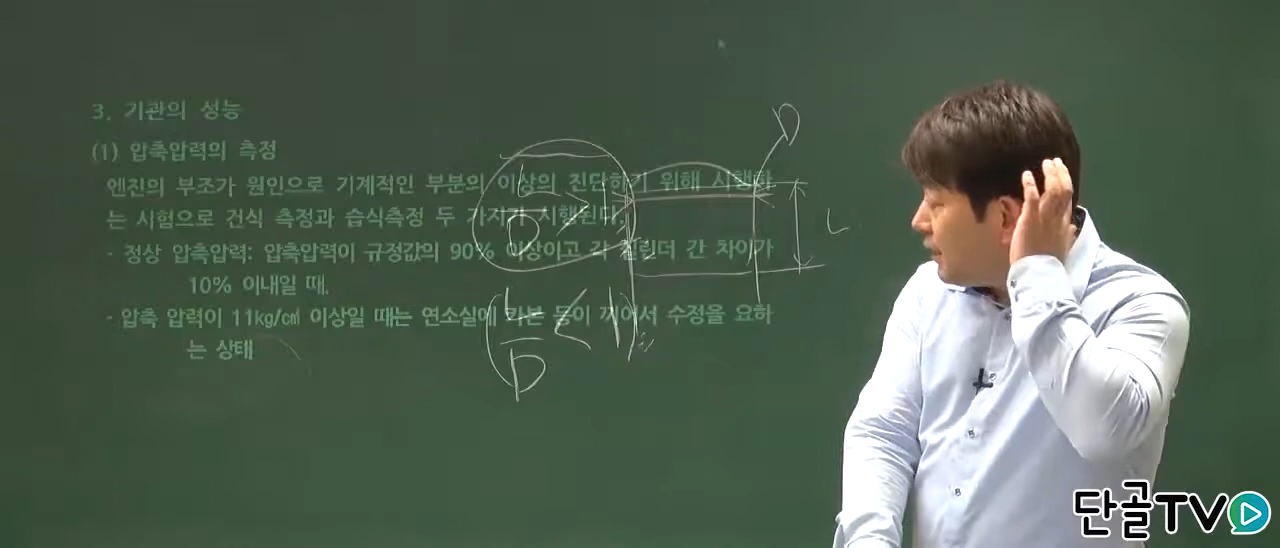 3. 기관의 성능
(1) 압축압력의 측정
엔진의 부조가 원인으로 기계적인 부분의 이상의 진단하기 위해 시행하
는 시험으로 건식 측정과 습식측정 두 가지가 시행된다.
- 정상 압축압력: 압축압력이 규정값의 90% 이상이고 각 실린더 간 차이가
10% 이내일 때.
- 압축 압력이 11kg/㎠ 이상일 때는 연소실에 카본 등이 끼어서 수정을 요하
는 상태
L/D > 1
L/D < 1
D
L
단골TV